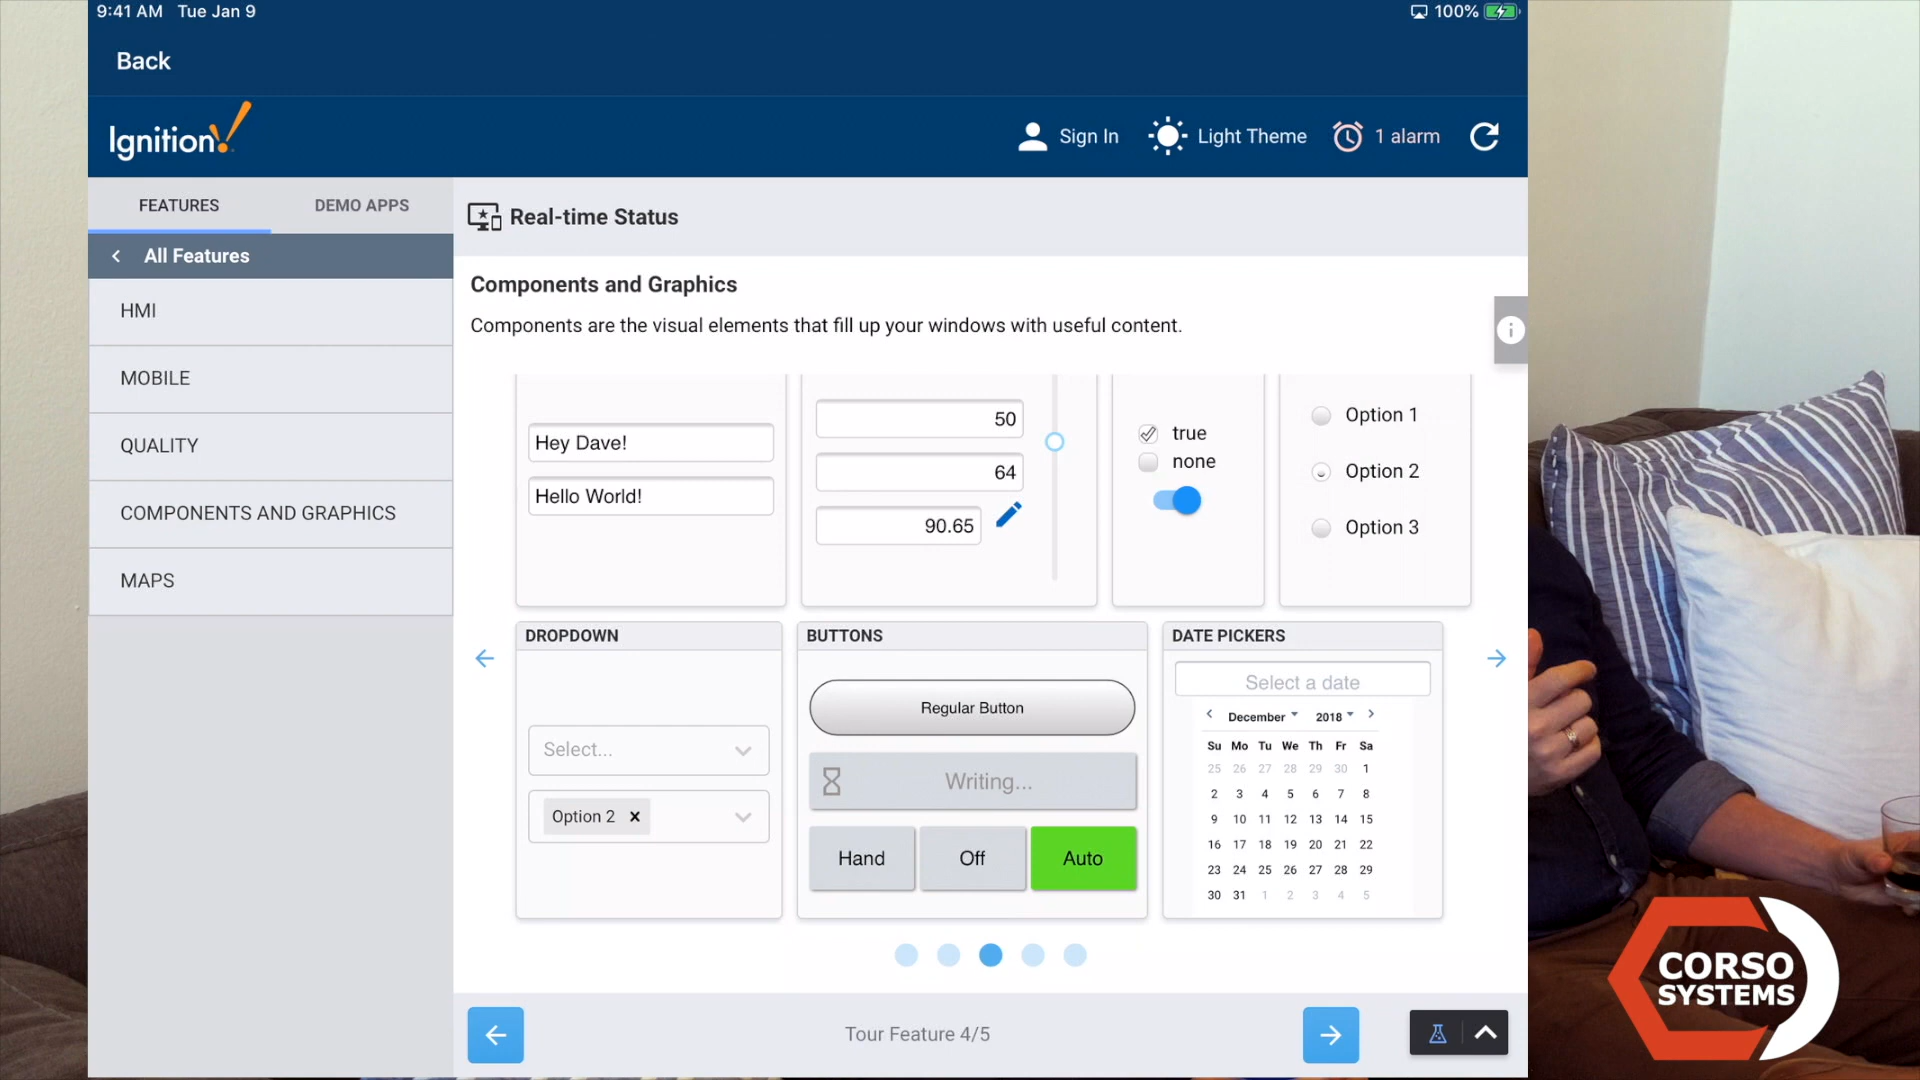 9:41 AM Tue Jan 9
100%
Back
Ignition!
Sign In
Light Theme
1 alarm
FEATURES
DEMO APPS
All Features
HMI
MOBILE
QUALITY
COMPONENTS AND GRAPHICS
MAPS
Real-time Status
Components and Graphics
Components are the visual elements that fill up your windows with useful content.
Hey Dave!
Hello World!
50
64
90.65
true
none
Option 1
Option 2
Option 3
DROPDOWN
Select...
Option 2
BUTTONS
Regular Button
Writing...
Hand Off Auto
DATE PICKERS
Select a date
December 2018
Su Mo Tu We Th Fr Sa
25 26 27 28 29 30 1
2 3 4 5 6 7 8
9 10 11 12 13 14 15
16 17 18 19 20 21 22
23 24 25 26 27 28 29
30 31 1 2 3 4 5
Tour Feature 4/5
CORSO
SYSTEMS